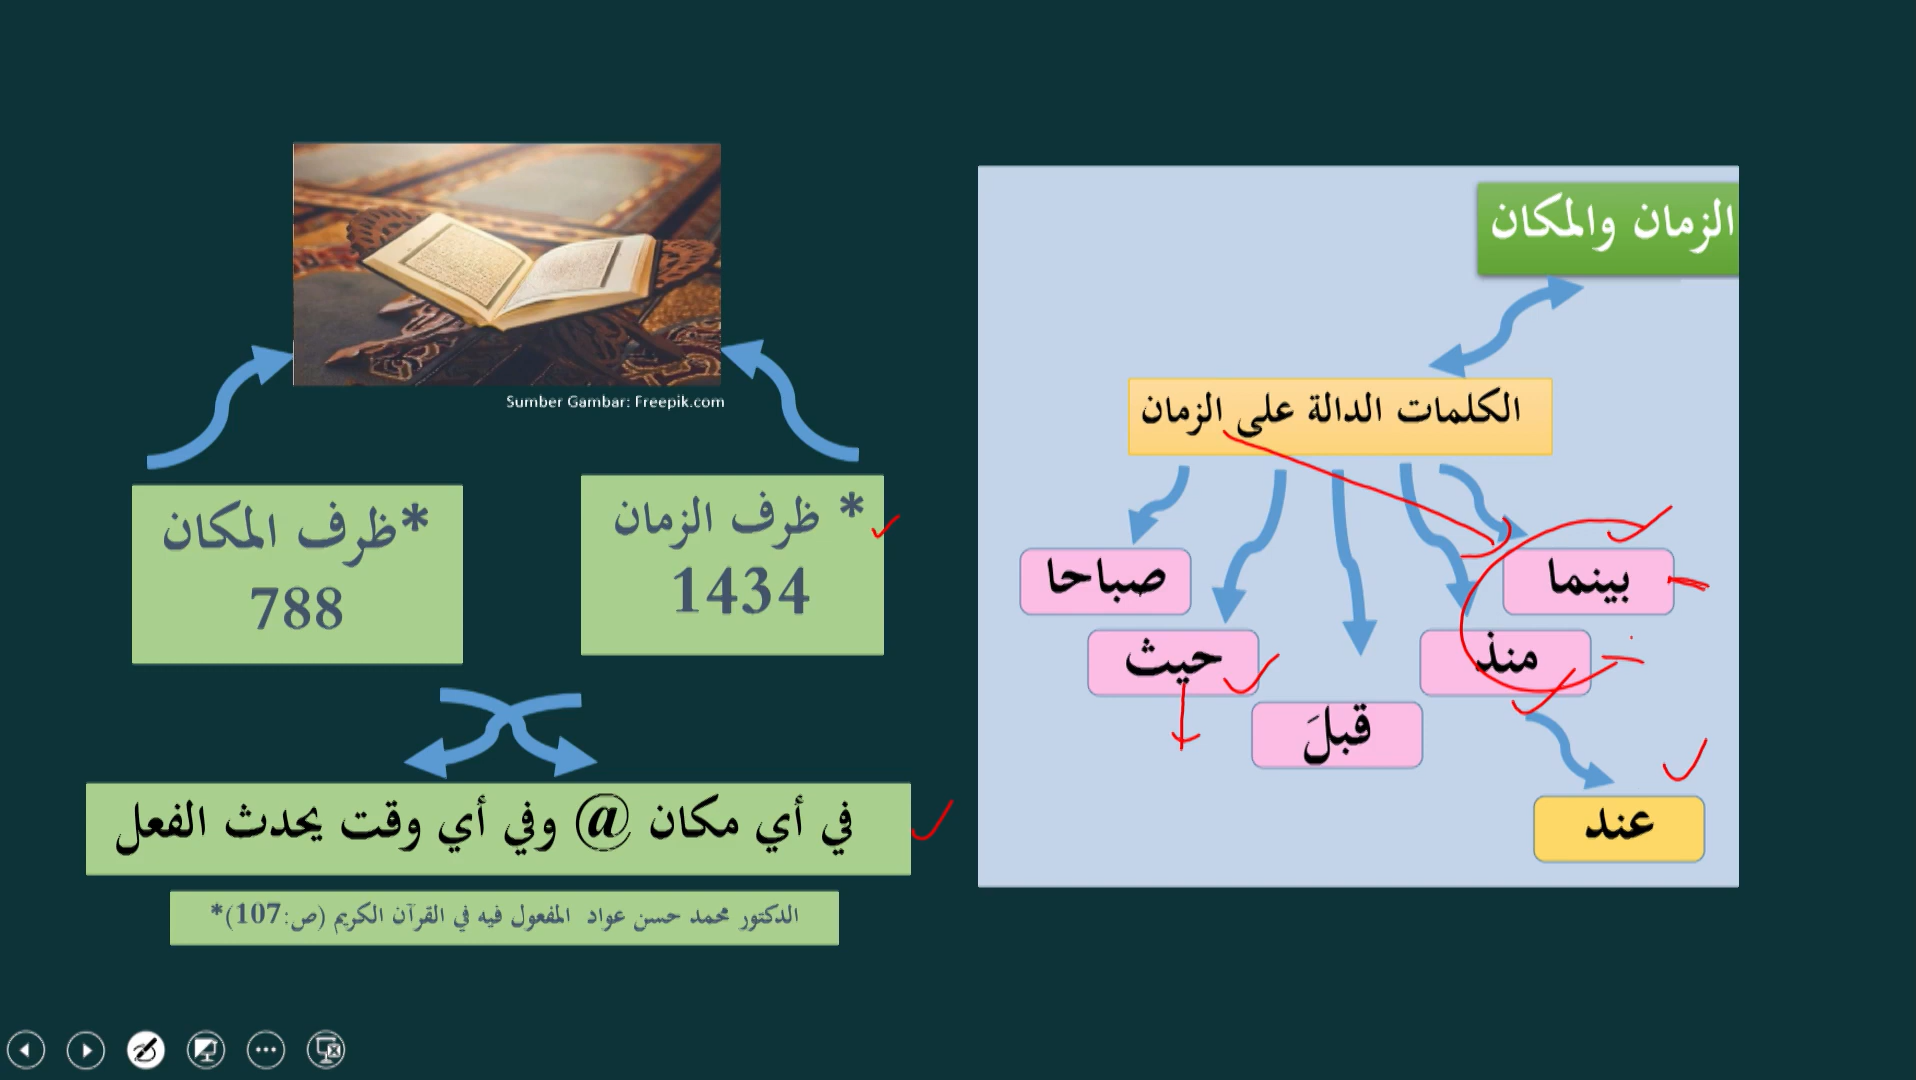 الزمان والمكان
الكلمات الدالة على الزمان
بينما
صباحا
منذ
حيث
قبلَ
عند
Sumber Gambar: Freepik.com
* ظرف الزمان
1434
*ظرف المكان
788
في أي مكان @ وفي أي وقت يحدث الفعل
الدكتور محمد حسن عواد المفعول فيه في القرآن الكريم (ص:107)*